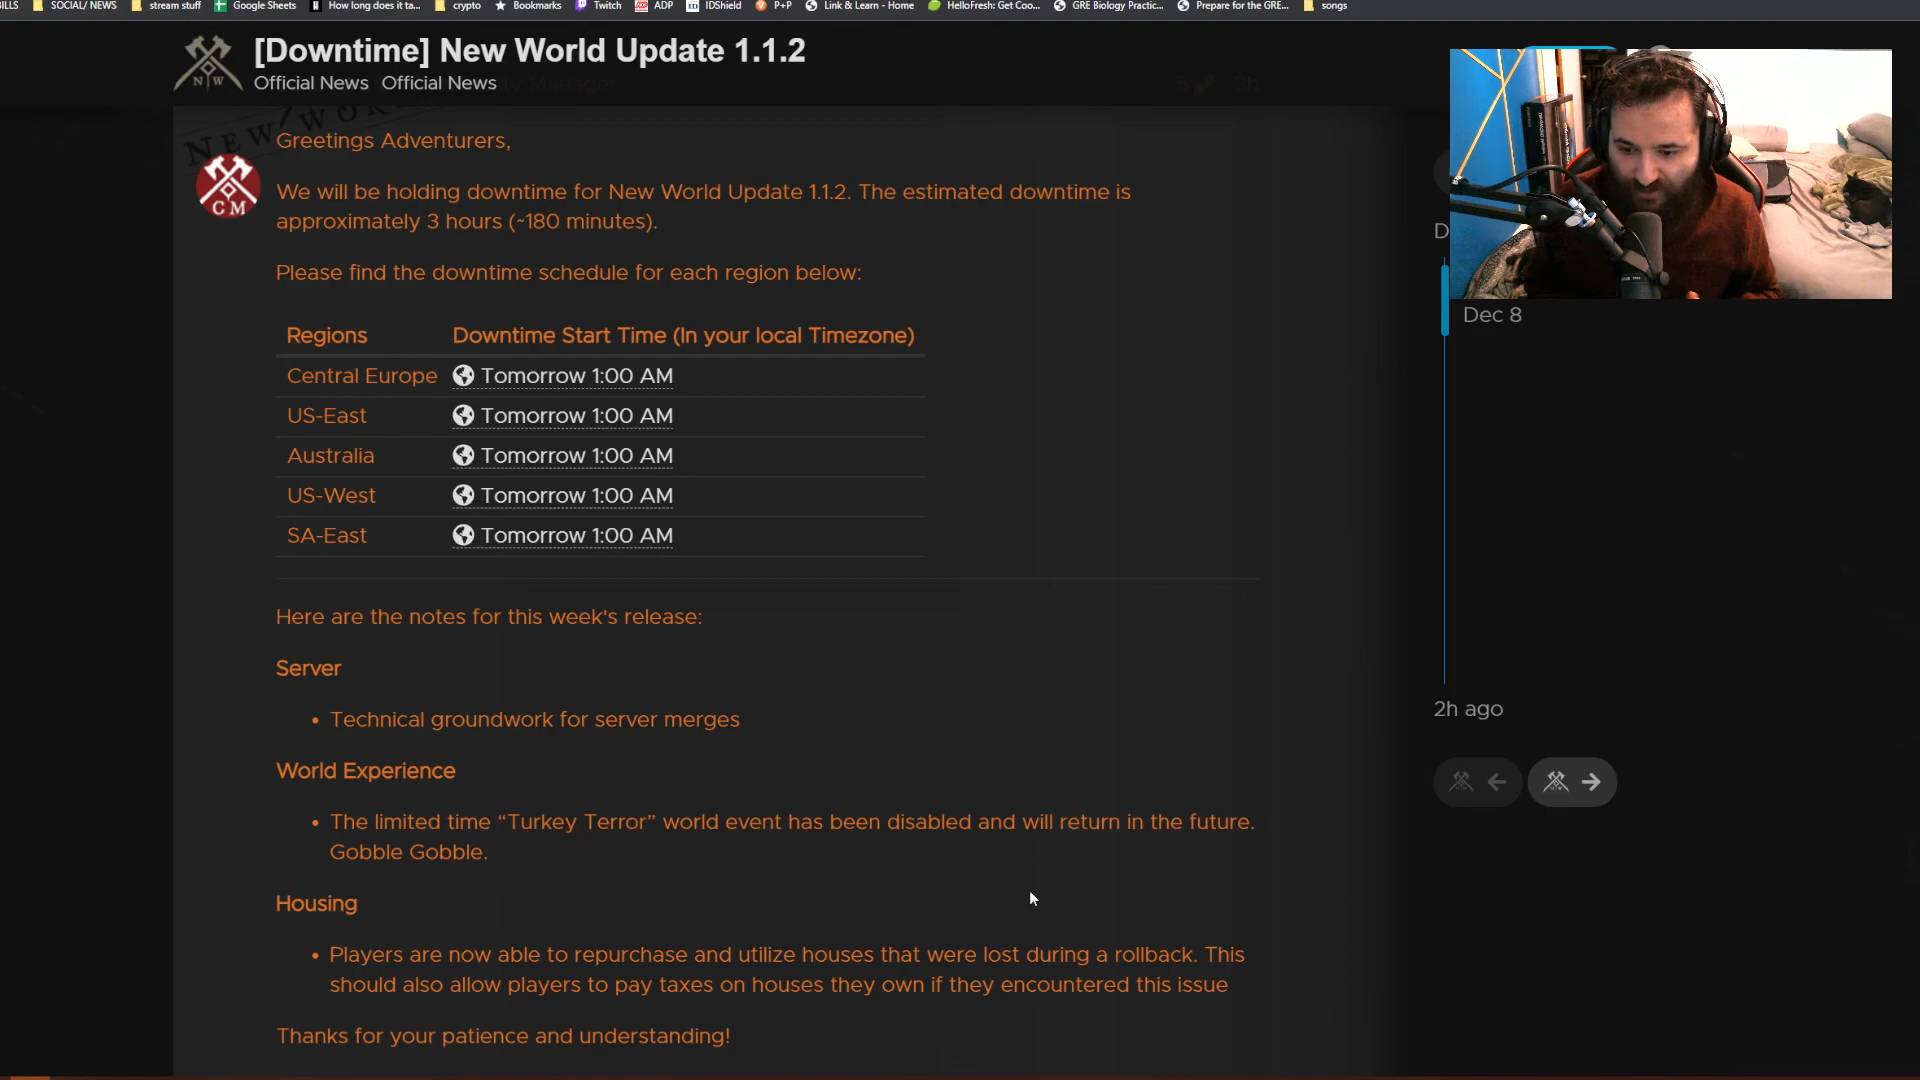 ILLS SOCIAL/ NEWS stream stuff Google Sheets How long does it ta... crypto Bookmarks Twitch ADP IDShield P+P Link & Learn - Home HelloFresh: Get Coo... GRE Biology Practic... Prepare for the GRE... songs
[Downtime] New World Update 1.1.2
Official News Official News
Manager
5 3h
NEW WOR
Greetings Adventurers,
CM
We will be holding downtime for New World Update 1.1.2. The estimated downtime is
approximately 3 hours (~180 minutes).
Please find the downtime schedule for each region below:
Regions Downtime Start Time (In your local Timezone)
Central Europe Tomorrow 1:00 AM
US-East Tomorrow 1:00 AM
Australia Tomorrow 1:00 AM
US-West Tomorrow 1:00 AM
SA-East Tomorrow 1:00 AM
Here are the notes for this week's release:
Server
• Technical groundwork for server merges
World Experience
• The limited time “Turkey Terror” world event has been disabled and will return in the future.
Gobble Gobble.
Housing
• Players are now able to repurchase and utilize houses that were lost during a rollback. This
should also allow players to pay taxes on houses they own if they encountered this issue
Thanks for your patience and understanding!
D
Dec 8
2h ago